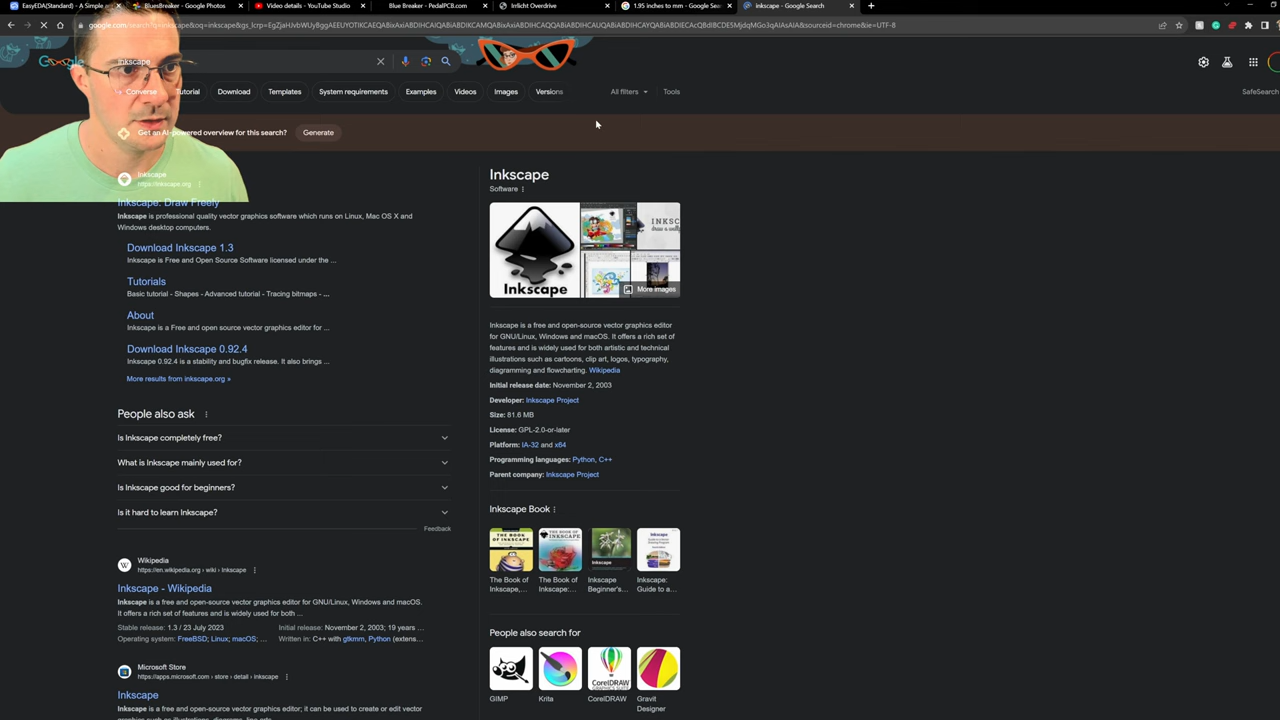 EasyEDA(Standard) - A Simple a
BluesBreaker - Google Photos
Video details - YouTube Studio
Blue Breaker - PedalPCB.com
Inflicht Overdrive
1.95 inches to mm - Google Sea
inkscape - Google Search
google.com/search?
inkscape
Converse
Tutorial
Download
Templates
System requirements
Examples
Videos
Images
Versions
All filters
Tools
SafeSearch
Get an AI-powered overview for this search?
Generate
Inkscape
https://inkscape.org
Inkscape: Draw Freely
Inkscape is professional quality vector graphics software which runs on Linux, Mac OS X and
Windows desktop computers.
Download Inkscape 1.3
Inkscape is Free and Open Source Software licensed under the ...
Tutorials
Basic tutorial - Shapes - Advanced tutorial - Tracing bitmaps - ...
About
Inkscape is a Free and open source vector graphics editor for ...
Download Inkscape 0.92.4
Inkscape 0.92.4 is a stability and bugfix release. It also brings ...
More results from inkscape.org »
People also ask
Is Inkscape completely free?
What is Inkscape mainly used for?
Is Inkscape good for beginners?
Is it hard to learn Inkscape?
Feedback
Wikipedia
https://en.wikipedia.org › wiki › Inkscape
Inkscape - Wikipedia
Inkscape is a free and open-source vector graphics editor for GNU/Linux, Windows and macOS.
It offers a rich set of features and is widely used for both ...
Stable release: 1.3 / 23 July 2023
Initial release: November 2, 2003; 19 years ...
Operating system: FreeBSD; Linux; macOS; ...
Written in: C++ with gtkmm, Python (extens...
Microsoft Store
https://apps.microsoft.com › store › detail › inkscape
Inkscape
Inkscape is a free and open-source vector graphics editor; it can be used to create or edit vector
Inkscape
Software
Inkscape
INKSC
More images
Inkscape is a free and open-source vector graphics editor
for GNU/Linux, Windows and macOS. It offers a rich set of
features and is widely used for both artistic and technical
illustrations such as cartoons, clip art, logos, typography,
diagramming and flowcharting. Wikipedia
Initial release date: November 2, 2003
Developer: Inkscape Project
Size: 81.6 MB
License: GPL-2.0-or-later
Platform: IA-32 and x64
Programming languages: Python, C++
Parent company: Inkscape Project
Inkscape Book
The Book of
Inkscape,...
The Book of
Inkscape:...
Inkscape
Beginner's...
Inkscape:
Guide to a...
People also search for
GIMP
Krita
CorelDRAW
Gravit
Designer